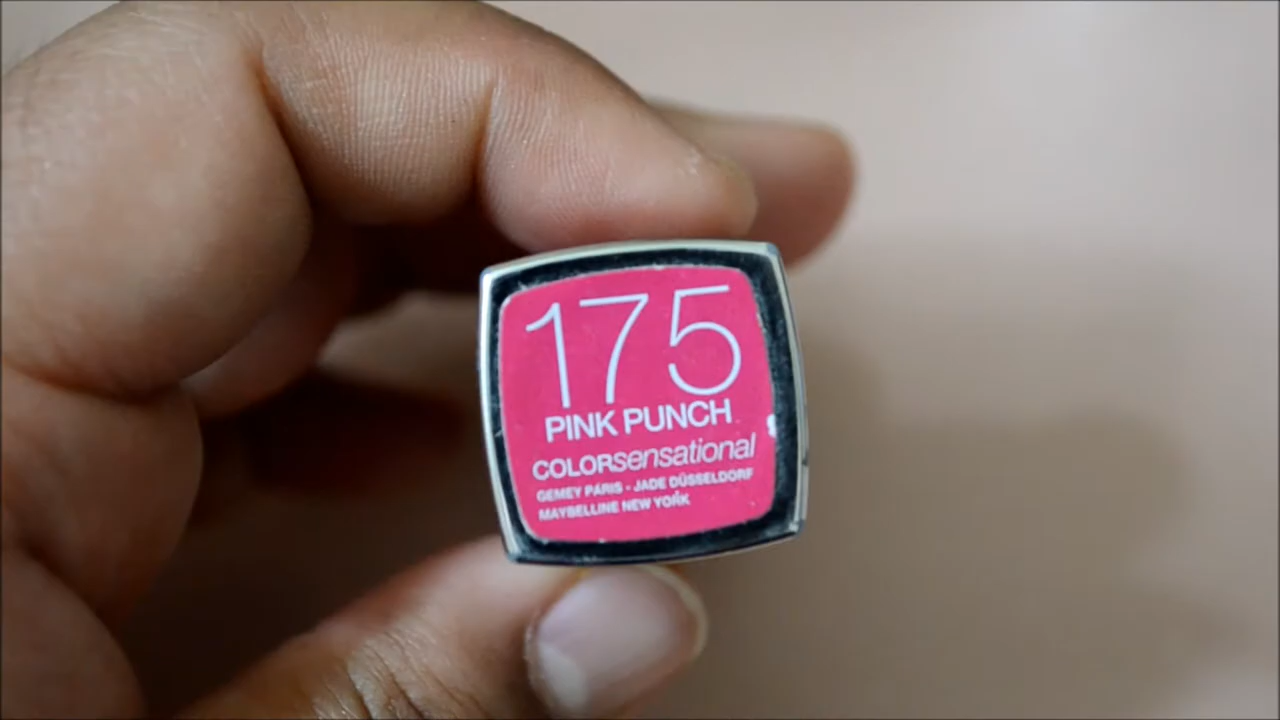 175
PINK PUNCH
COLORsensational
GEMEY PARIS - JADE DÜSSELDORF
MAYBELLINE NEW YORK